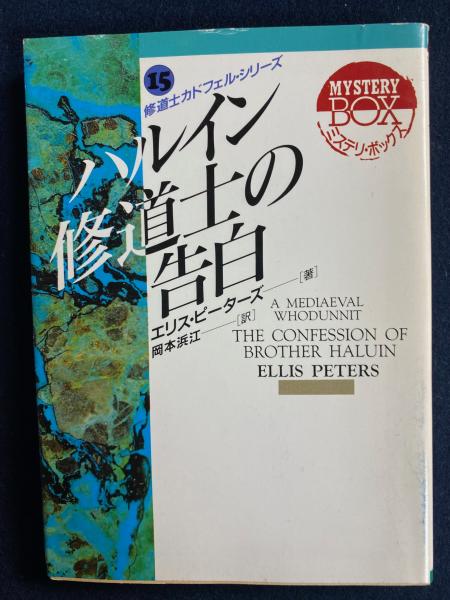 15
修道士カドフェル・シリーズ
MYSTERY
BOX
ミステリ・ボックス
ハルイン
修道士の
告白
エリス・ピーターズ──[著]
岡本浜江──[訳]
A MEDIAEVAL
WHODUNNIT
THE CONFESSION OF
BROTHER HALUIN
ELLIS PETERS